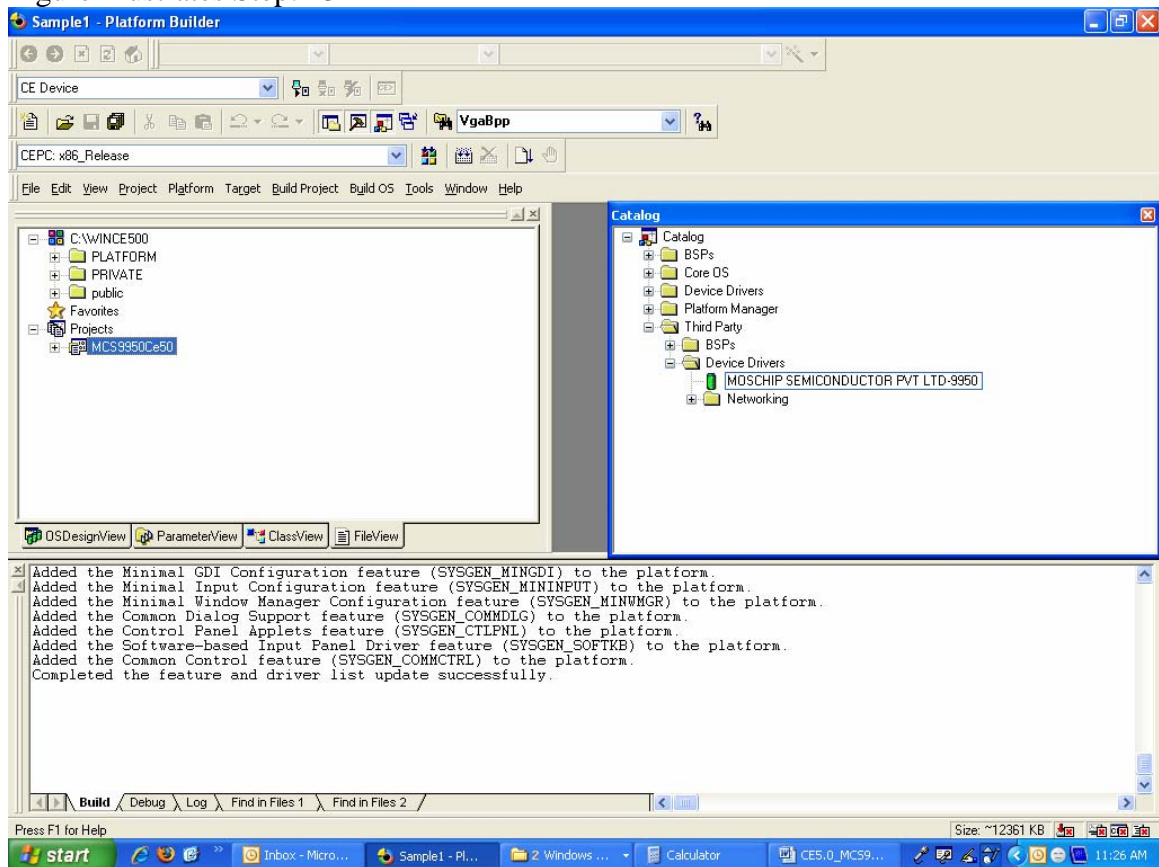 Sample1 - Platform Builder
CE Device
VgaBpp
CEPC: x86_Release
File Edit View Project Platform Target Build Project Build OS Tools Window Help
C:\WINCE500
PLATFORM
PRIVATE
public
Favorites
Projects
MCS9950Ce50
OSDesignView ParameterView ClassView FileView
Catalog
Catalog
BSPs
Core OS
Device Drivers
Platform Manager
Third Party
BSPs
Device Drivers
MOSCHIP SEMICONDUCTOR PVT LTD-9950
Networking
Added the Minimal GDI Configuration feature (SYSGEN_MINGDI) to the platform.
Added the Minimal Input Configuration feature (SYSGEN_MININPUT) to the platform.
Added the Minimal Window Manager Configuration feature (SYSGEN_MINWMGR) to the platform.
Added the Common Dialog Support feature (SYSGEN_COMMDLG) to the platform.
Added the Control Panel Applets feature (SYSGEN_CTLPNL) to the platform.
Added the Software-based Input Panel Driver feature (SYSGEN_SOFTKB) to the platform.
Added the Common Control feature (SYSGEN_COMMCTRL) to the platform.
Completed the feature and driver list update successfully.
Build Debug Log Find in Files 1 Find in Files 2
Press F1 for Help
Size: ~12361 KB
start
Inbox - Micro...
Sample1 - Pl...
2 Windows ...
Calculator
CE5.0_MCS9...
11:26 AM